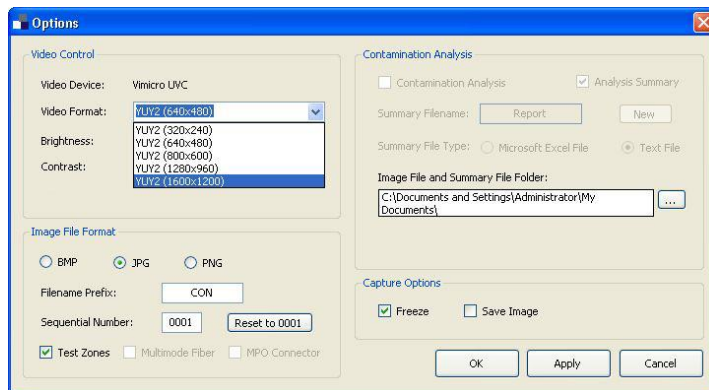 Options
Video Control
Video Device: Vimicro UVC
Video Format: YUY2 (640x480)
YUY2 (320x240)
YUY2 (640x480)
Brightness:
YUY2 (800x600)
Contrast:
YUY2 (1280x960)
YUY2 (1600x1200)
Image File Format
BMP JPG PNG
Filename Prefix: CON
Sequential Number: 0001 Reset to 0001
Test Zones Multimode Fiber MPO Connector
Contamination Analysis
Contamination Analysis Analysis Summary
Summary Filename: Report New
Summary File Type: Microsoft Excel File Text File
Image File and Summary File Folder:
C:\Documents and Settings\Administrator\My
Documents\ ...
Capture Options
Freeze Save Image
OK Apply Cancel